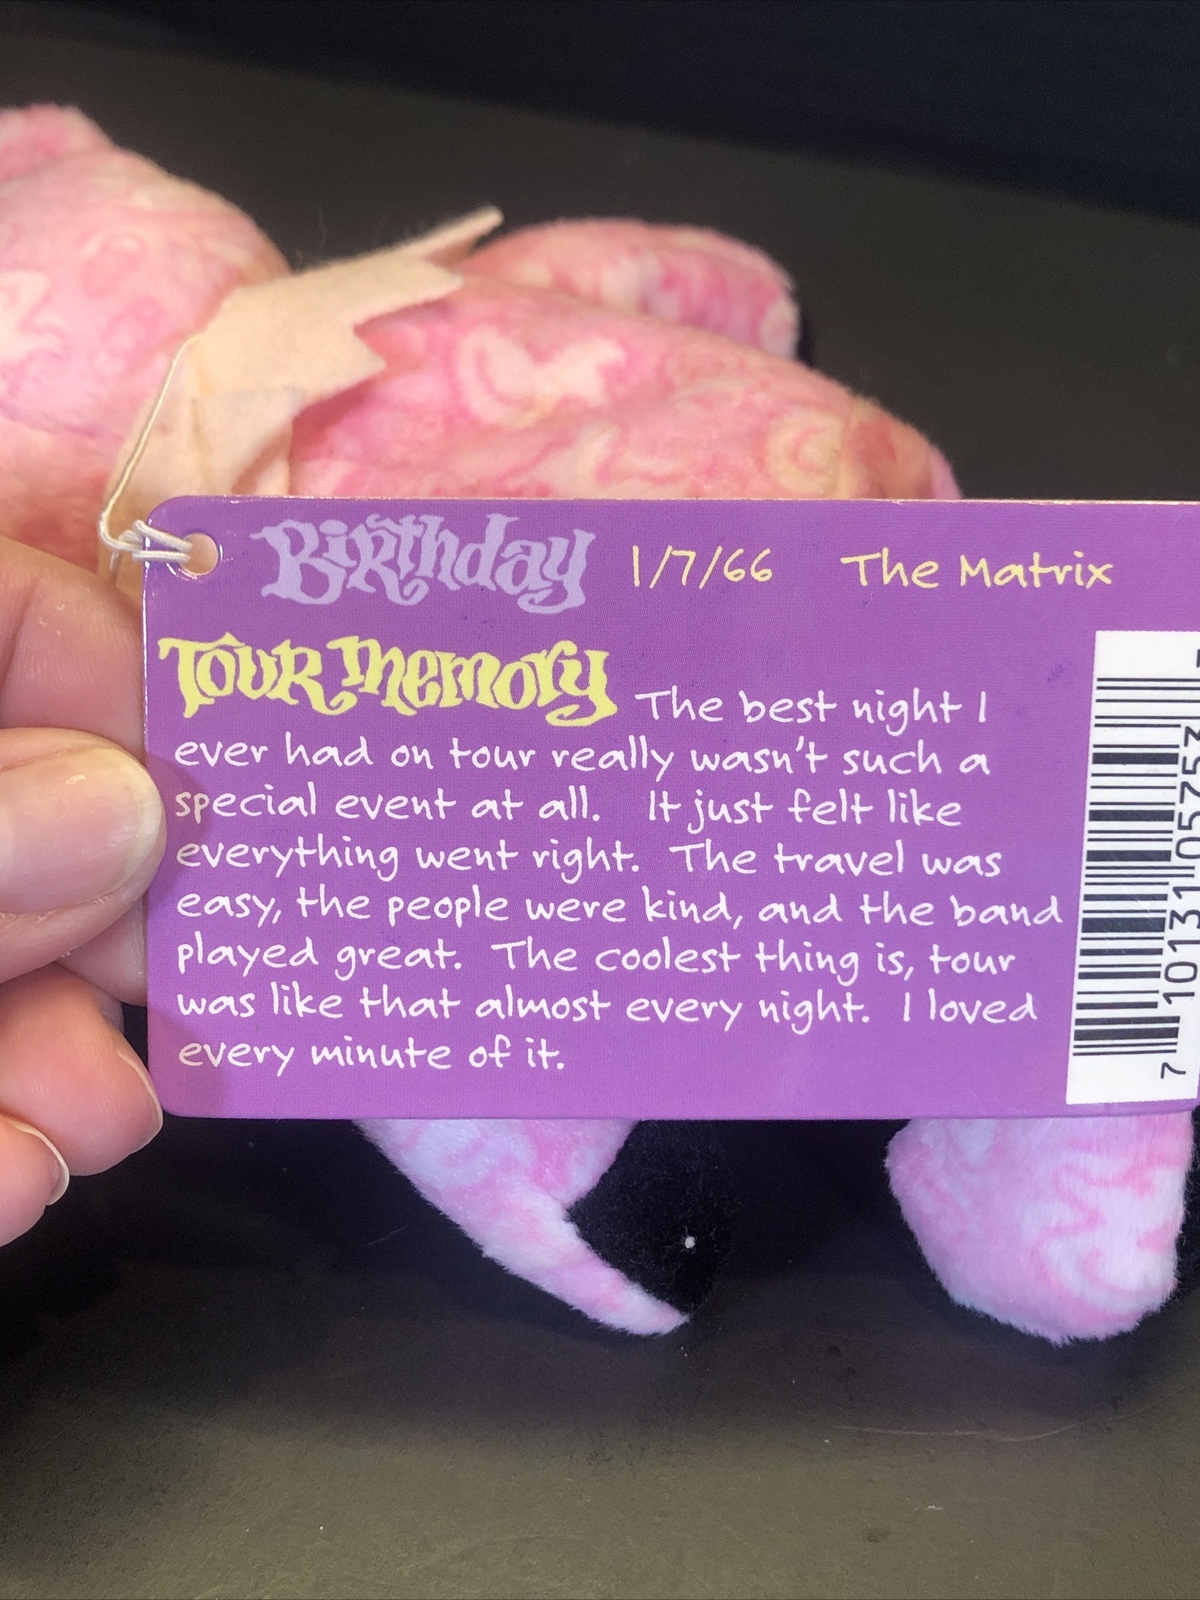 Birthday 1/7/66 The Matrix
Tour Memory The best night I
ever had on tour really wasn't such a
special event at all. It just felt like
everything went right. The travel was
easy, the people were kind, and the band
played great. The coolest thing is, tour
was like that almost every night. I loved
every minute of it.
7 10131 05753